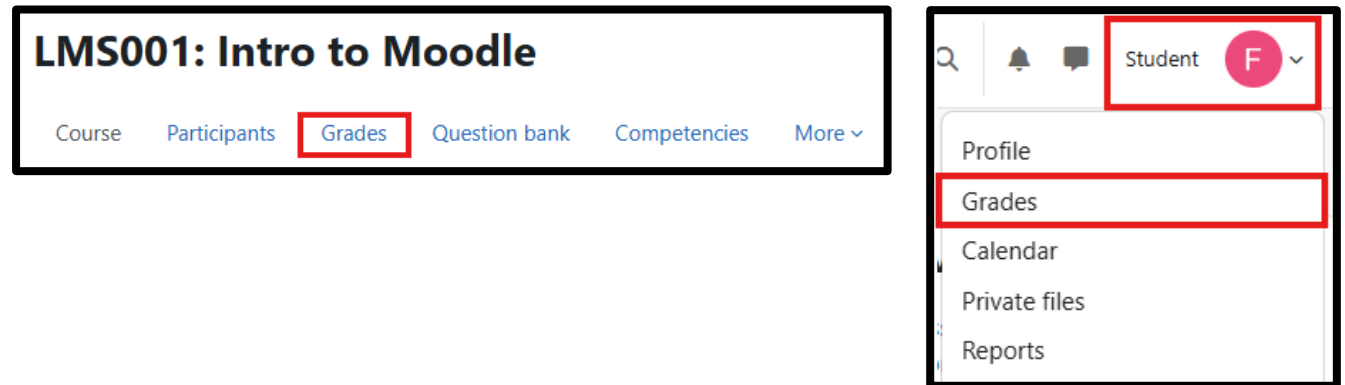 LMS001: Intro to Moodle
Course Participants Grades Question bank Competencies More
Student F
Profile
Grades
Calendar
Private files
Reports